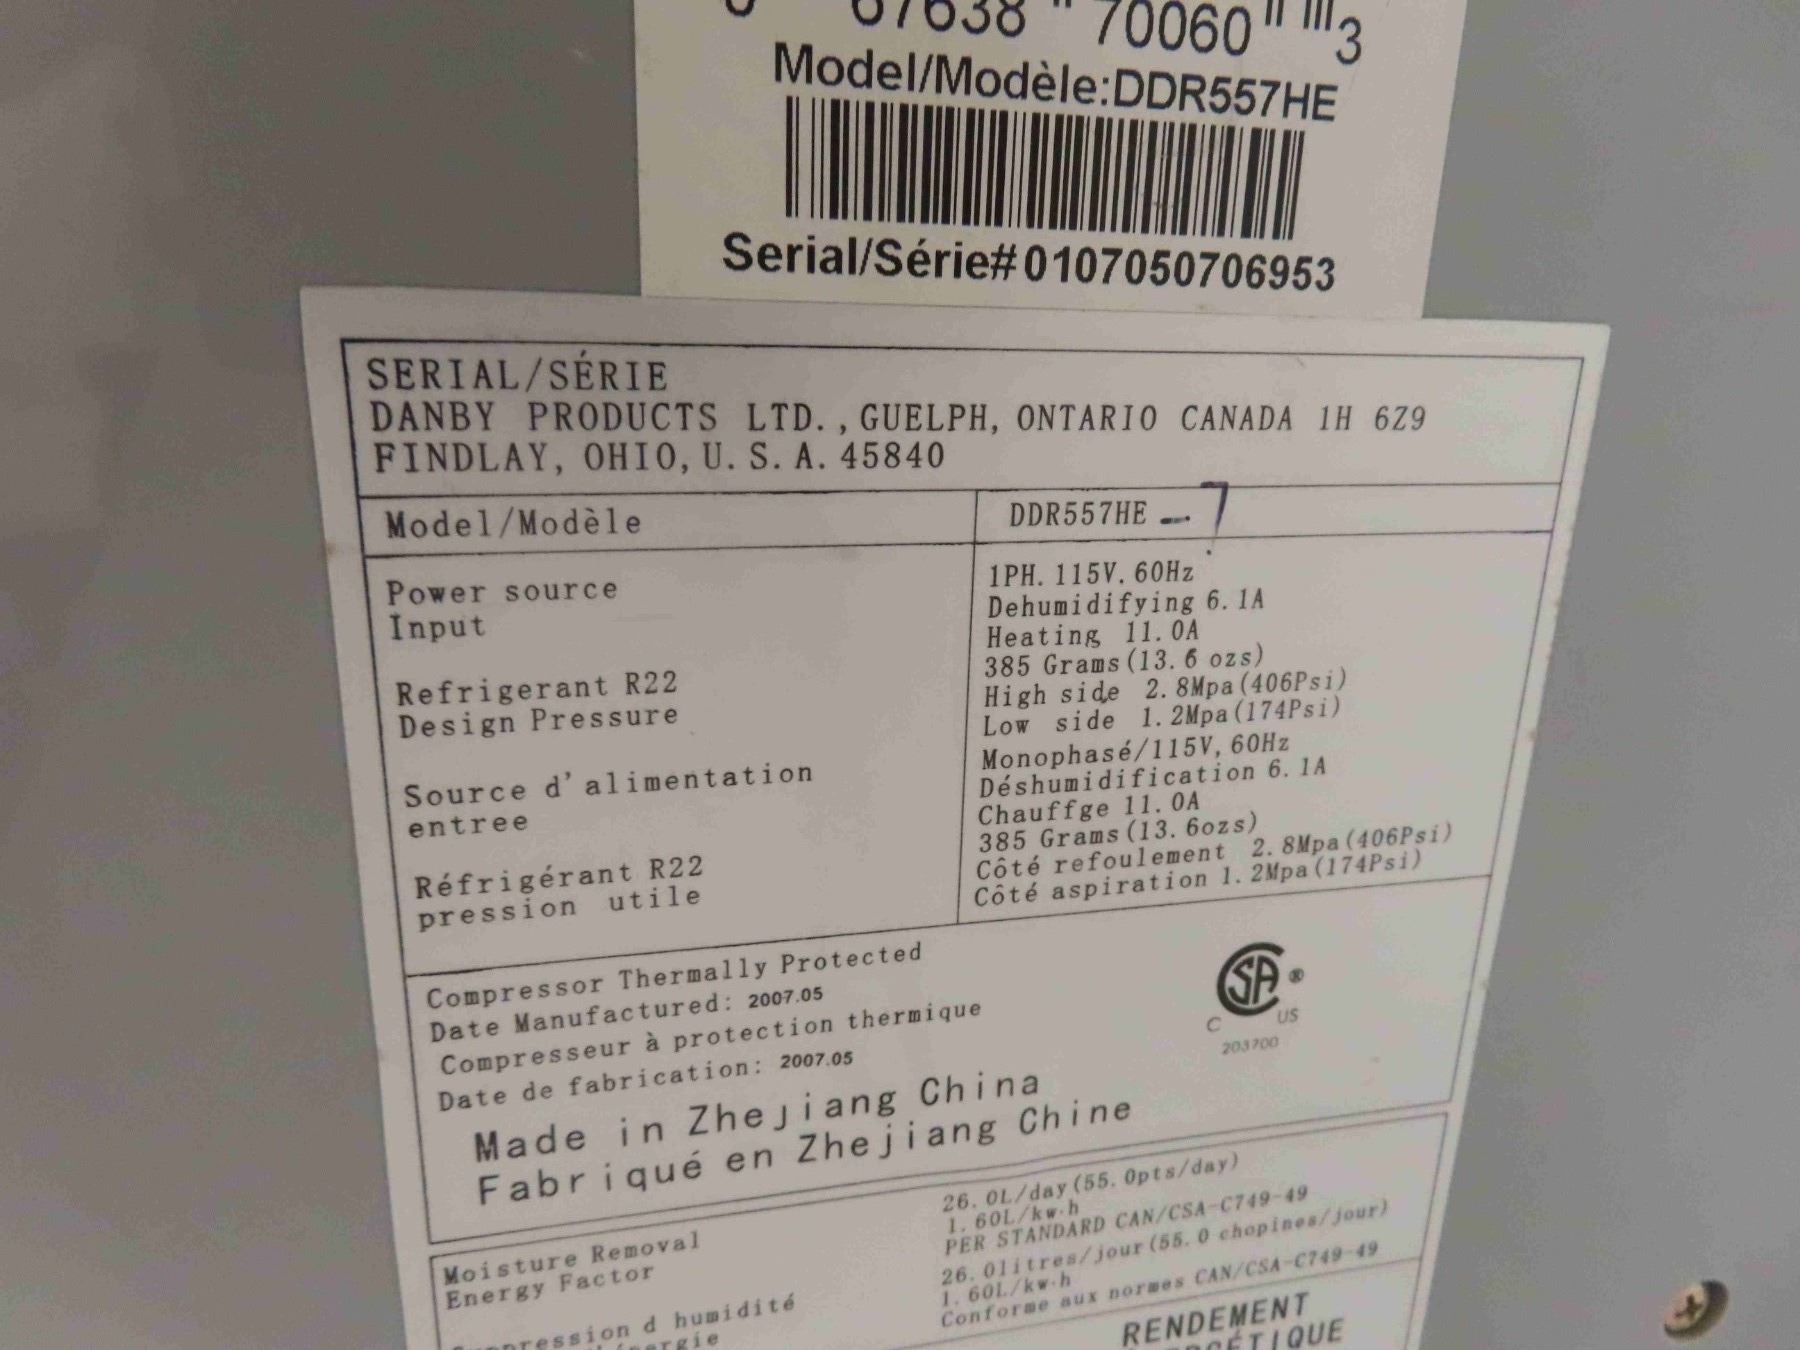 67638 70060 3
Model/Modèle:DDR557HE
Serial/Série#0107050706953
SERIAL/SÉRIE
DANBY PRODUCTS LTD.,GUELPH, ONTARIO CANADA 1H 6Z9
FINDLAY, OHIO, U.S.A. 45840
Model/Modèle DDR557HE - 7
Power source 1PH. 115V. 60Hz
Input Dehumidifying 6.1A
Heating 11.0A
Refrigerant R22 385 Grams(13.6 ozs)
Design Pressure High side 2.8Mpa(406Psi)
Low side 1.2Mpa(174Psi)
Source d'alimentation Monophasé/115V, 60Hz
entree Déshumidification 6.1A
Chauffge 11.0A
Réfrigérant R22 385 Grams(13.6ozs)
pression utile Côté refoulement 2.8Mpa(406Psi)
Côté aspiration 1.2Mpa(174Psi)
Compressor Thermally Protected
Date Manufactured: 2007.05
Compresseur à protection thermique
Date de fabrication: 2007.05
CSA ®
C US
203700
Made in Zhejiang China
Fabriqué en Zhejiang Chine
Moisture Removal 26.0L/day(55.0pts/day)
Energy Factor 1.60L/kw·h
PER STANDARD CAN/CSA-C749-49
26.0litres/jour(55.0 chopines/jour)
d humidité 1.60L/kw·h
Conforme aux normes CAN/CSA-C749-49
RENDEMENT